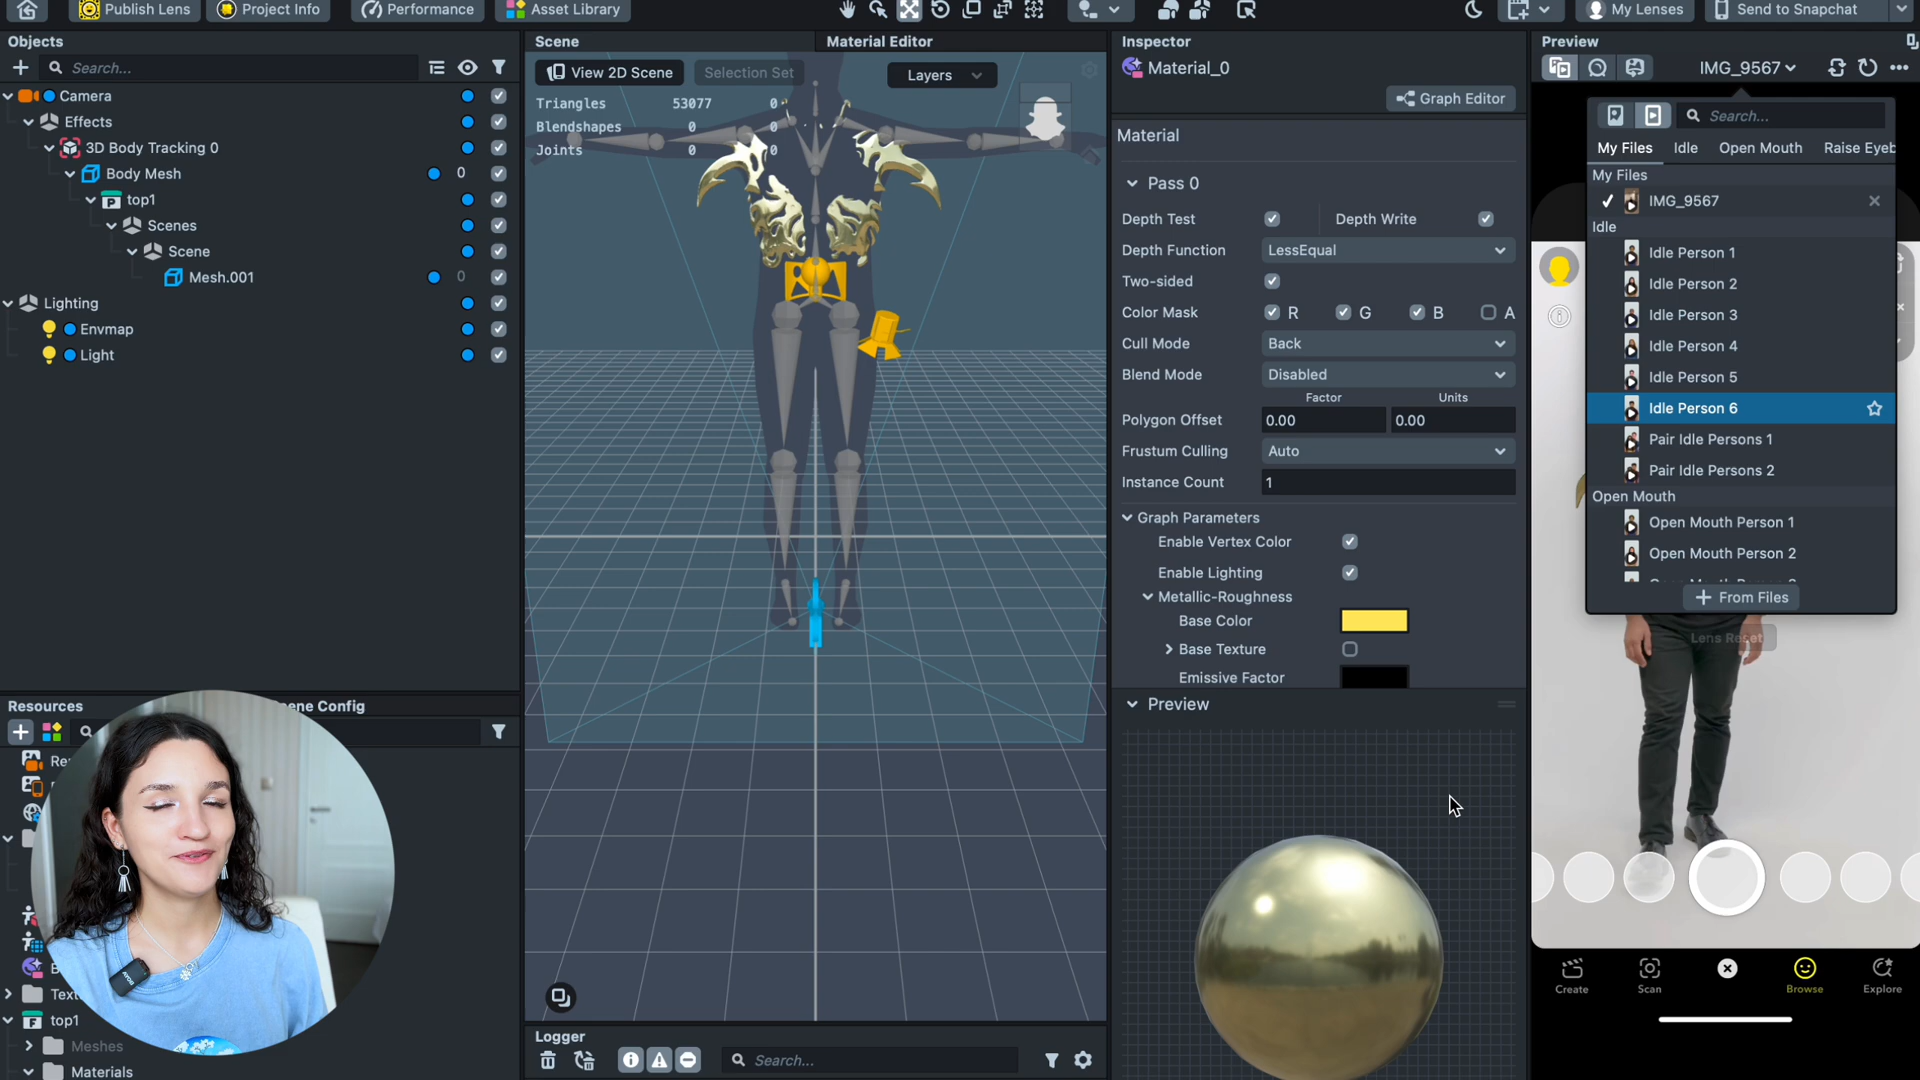 Publish Lens
Project Info
Performance
Asset Library
My Lenses
Send to Snapchat
Objects
Search...
Camera
Effects
3D Body Tracking 0
Body Mesh
0
top1
Scenes
Scene
Mesh.001
0
Lighting
Envmap
Light
Resources
ene Config
Re
Text
top1
Meshes
Materials
Scene
Material Editor
View 2D Scene
Selection Set
Layers
Triangles 53077 0
Blendshapes 0 0
Joints 0 0
Logger
Search...
Inspector
Material_0
Graph Editor
Material
Pass 0
Depth Test
Depth Write
Depth Function LessEqual
Two-sided
Color Mask R G B A
Cull Mode Back
Blend Mode Disabled
Factor Units
Polygon Offset 0.00 0.00
Frustum Culling Auto
Instance Count 1
Graph Parameters
Enable Vertex Color
Enable Lighting
Metallic-Roughness
Base Color
Base Texture
Emissive Factor
Preview
Preview
IMG_9567
Search...
My Files Idle Open Mouth Raise Eyeb
My Files
IMG_9567
Idle
Idle Person 1
Idle Person 2
Idle Person 3
Idle Person 4
Idle Person 5
Idle Person 6
Pair Idle Persons 1
Pair Idle Persons 2
Open Mouth
Open Mouth Person 1
Open Mouth Person 2
From Files
Lens Reset
Create
Scan
Browse
Explore